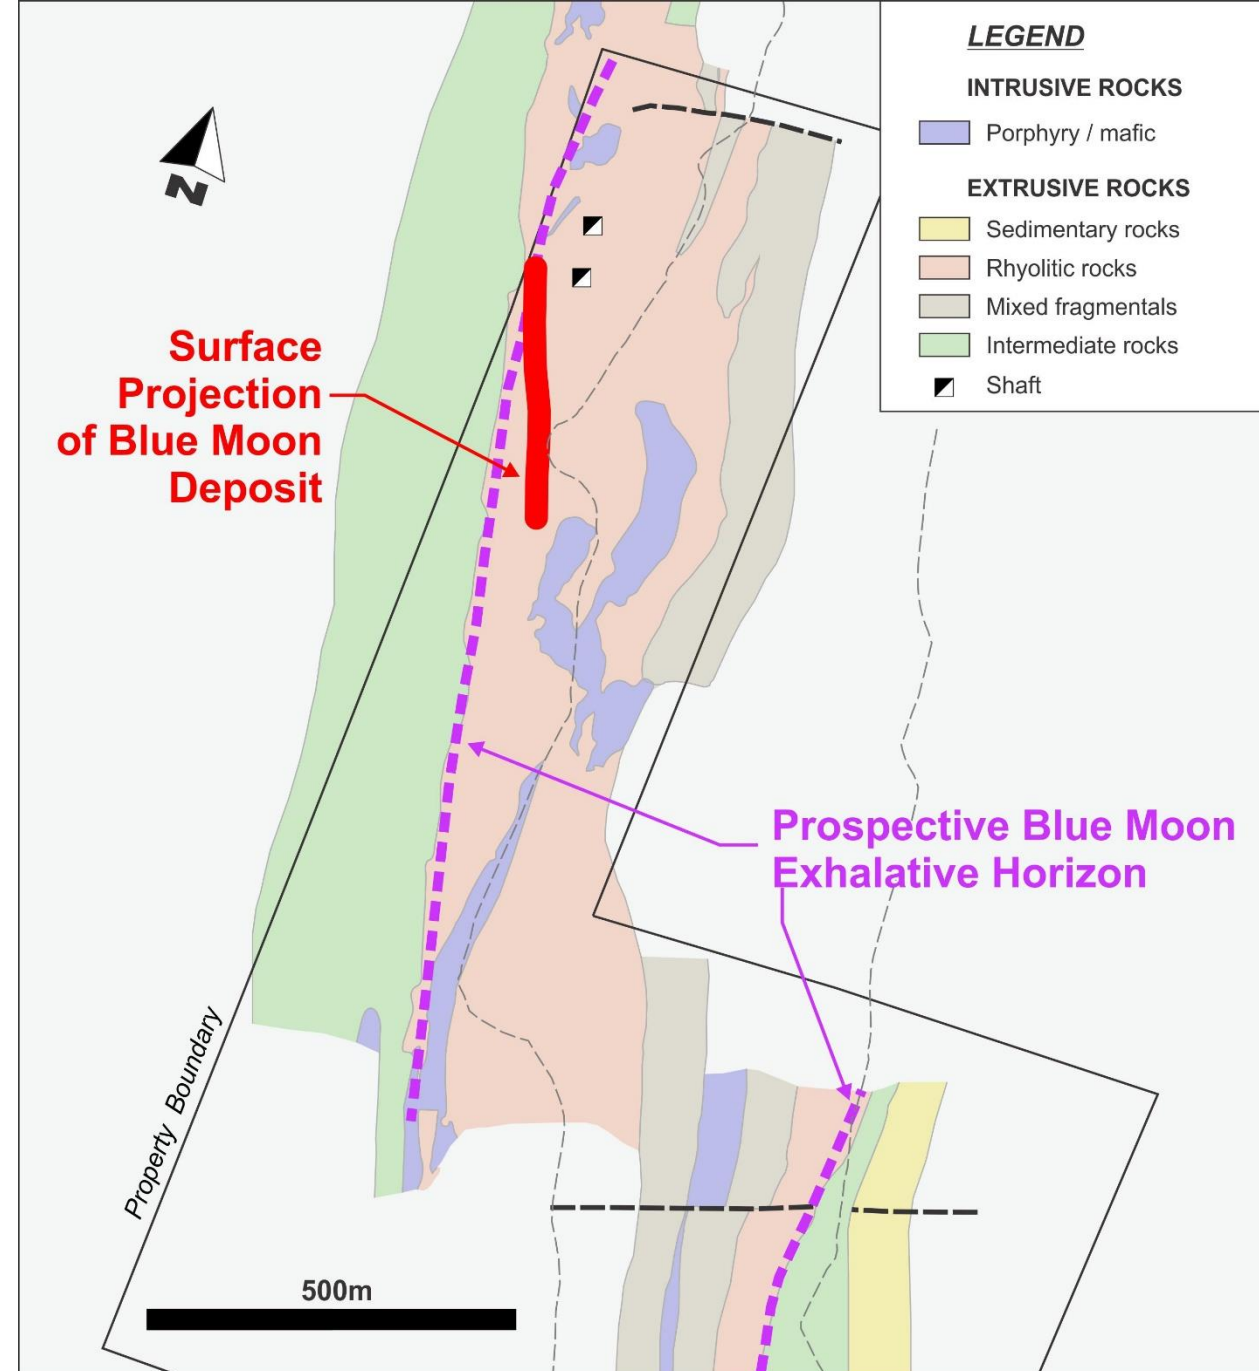 LEGEND
INTRUSIVE ROCKS
Porphyry / mafic
EXTRUSIVE ROCKS
Sedimentary rocks
Rhyolitic rocks
Mixed fragmentals
Intermediate rocks
Shaft
N
Surface
Projection
of Blue Moon
Deposit
Prospective Blue Moon
Exhalative Horizon
Property Boundary
500m